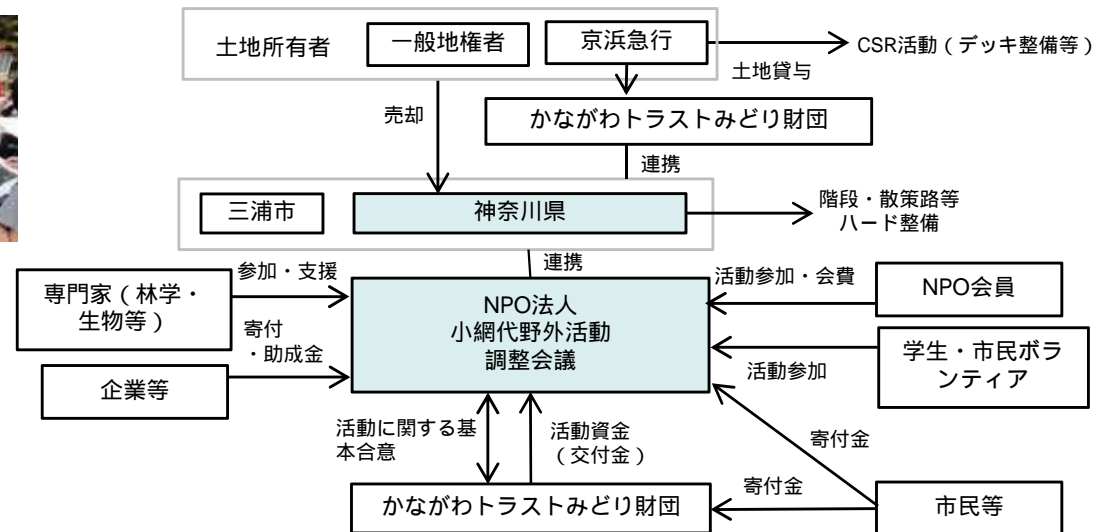 土地所有者
一般地権者
京浜急行
CSR活動（デッキ整備等）
土地貸与
売却
かながわトラストみどり財団
連携
三浦市
神奈川県
階段・散策路等
ハード整備
連携
専門家（林学・
生物等）
参加・支援
寄付
・助成金
企業等
NPO法人
小網代野外活動
調整会議
活動参加・会費
NPO会員
学生・市民ボラ
ンティア
活動参加
活動に関する基
本合意
活動資金
（交付金）
寄付金
寄付金
かながわトラストみどり財団
市民等